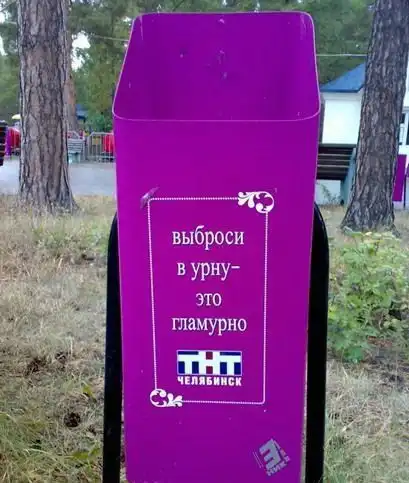 выброси
в урну–
это
гламурно
ТНТ
ЧЕЛЯБИНСК